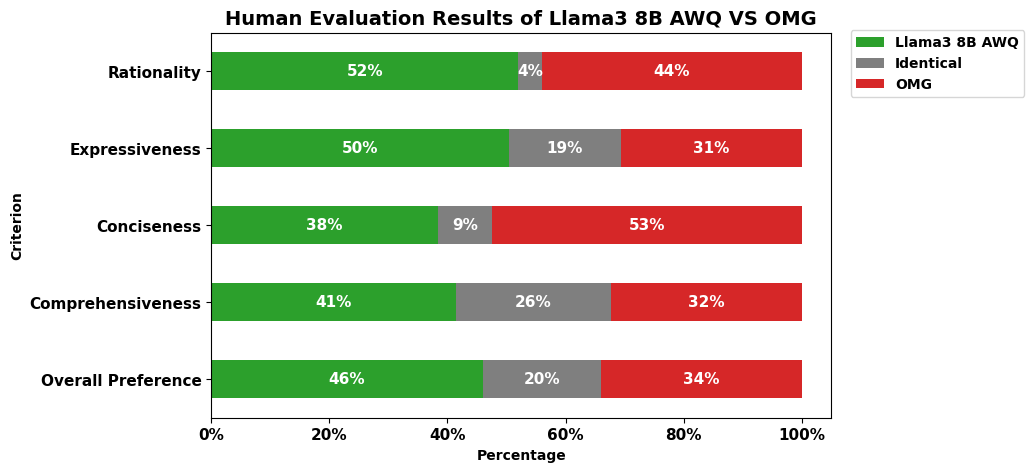 Human Evaluation Results of Llama3 8B AWQ VS OMG
Llama3 8B AWQ
Identical
OMG
Criterion
Rationality
52%
4%
44%
Expressiveness
50%
19%
31%
Conciseness
38%
9%
53%
Comprehensiveness
41%
26%
32%
Overall Preference
46%
20%
34%
0%
20%
40%
60%
80%
100%
Percentage